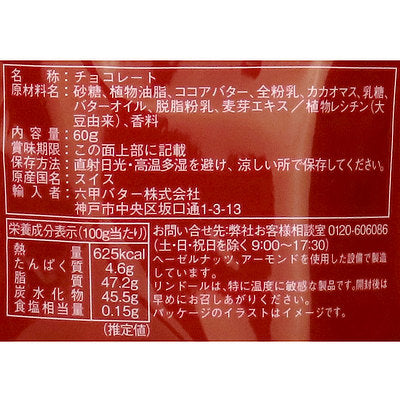 名　　称：チョコレート
原材料名：砂糖、植物油脂、ココアバター、全粉乳、カカオマス、乳糖、
バターオイル、脱脂粉乳、麦芽エキス／植物レシチン（大
豆由来）、香料
内 容 量：60g
賞味期限：この面上部に記載
保存方法：直射日光・高温多湿を避け、涼しい所で保存してください。
原産国名：スイス
輸 入 者：六甲バター株式会社
神戸市中央区坂口通1-3-13
栄養成分表示（100g当たり）
熱　　量 625kcal
たんぱく質 4.6g
脂　　質 47.2g
炭水化物 45.5g
食塩相当量 0.15g
（推定値）
お問い合せ先：弊社お客様相談室 0120-606086
（土・日・祝日を除く 9:00～17:30）
ヘーゼルナッツ、アーモンドを使用した設備で製造
しています。
リンドールは、特に温度に敏感な製品です。開封後は
早めにお召しあがりください。
パッケージのイラストはイメージです。